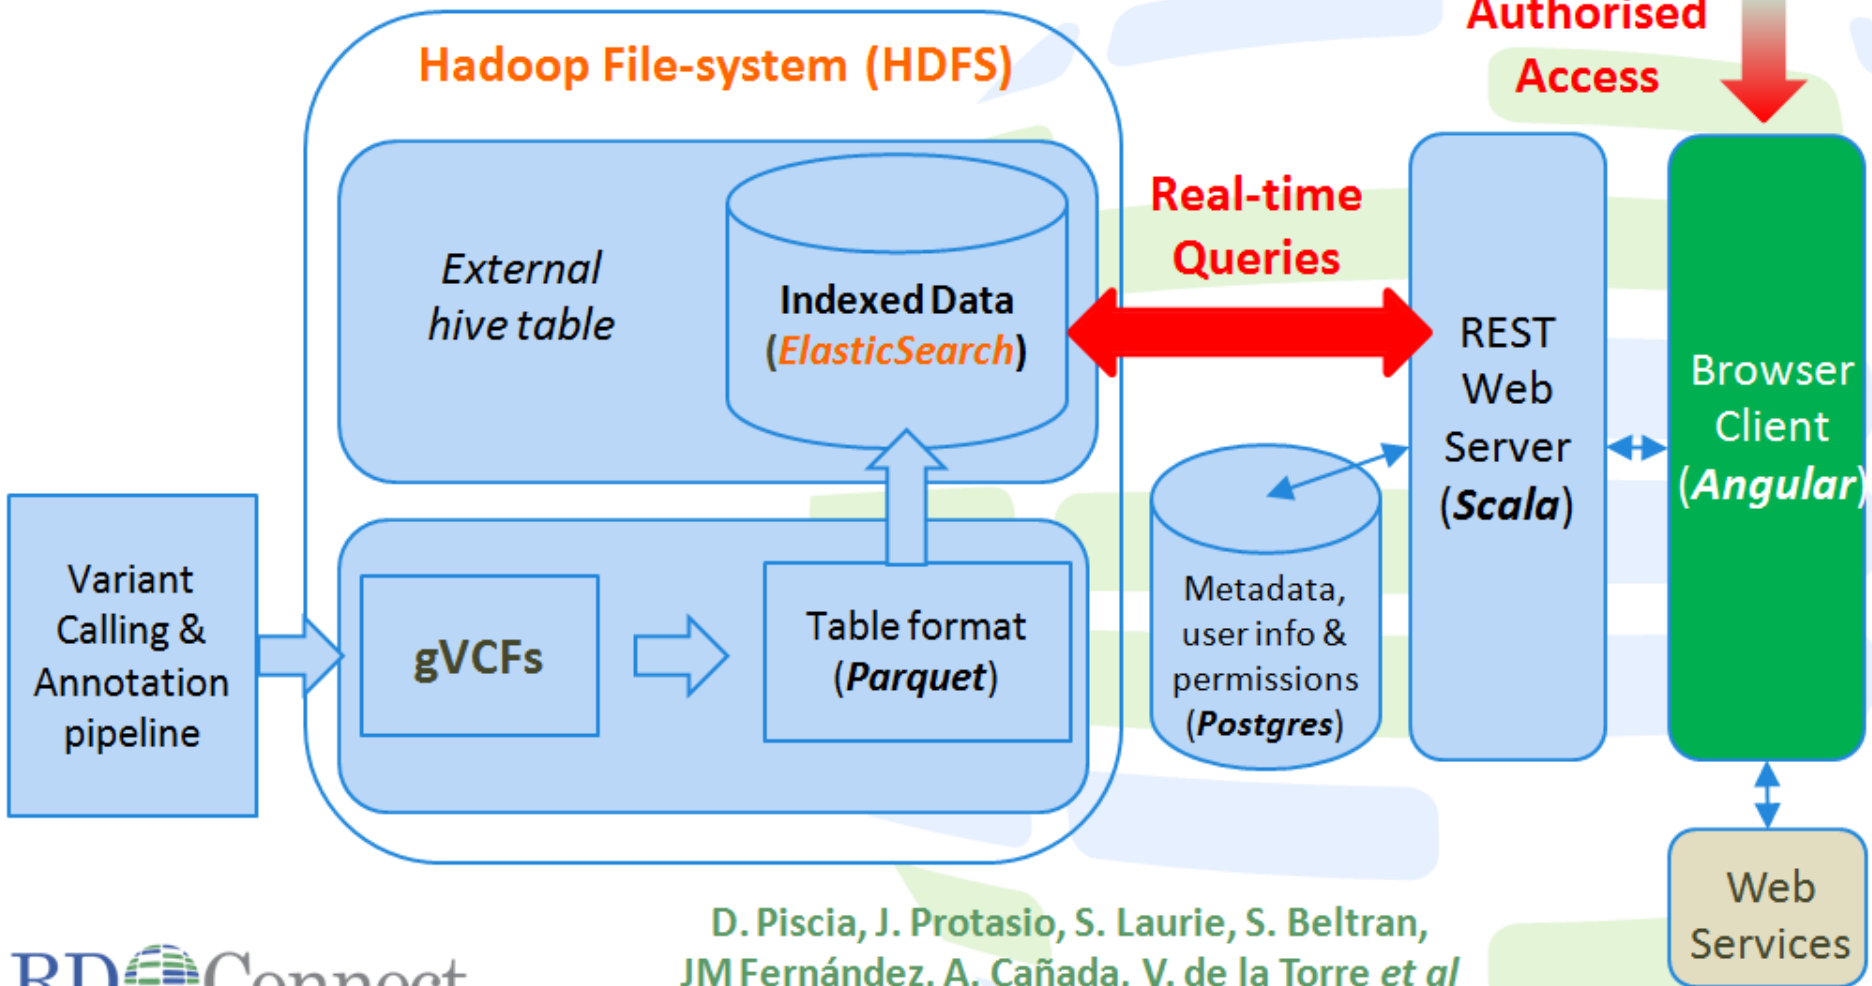 Authorised
Access
Hadoop File-system (HDFS)
External
hive table
Indexed Data
(ElasticSearch)
Real-time
Queries
REST
Web
Server
(Scala)
Browser
Client
(Angular)
Variant
Calling &
Annotation
pipeline
gVCFs
Table format
(Parquet)
Metadata,
user info &
permissions
(Postgres)
Web
Services
D. Piscia, J. Protasio, S. Laurie, S. Beltran,
JM Fernández, A. Cañada, V. de la Torre et al
RD Connect